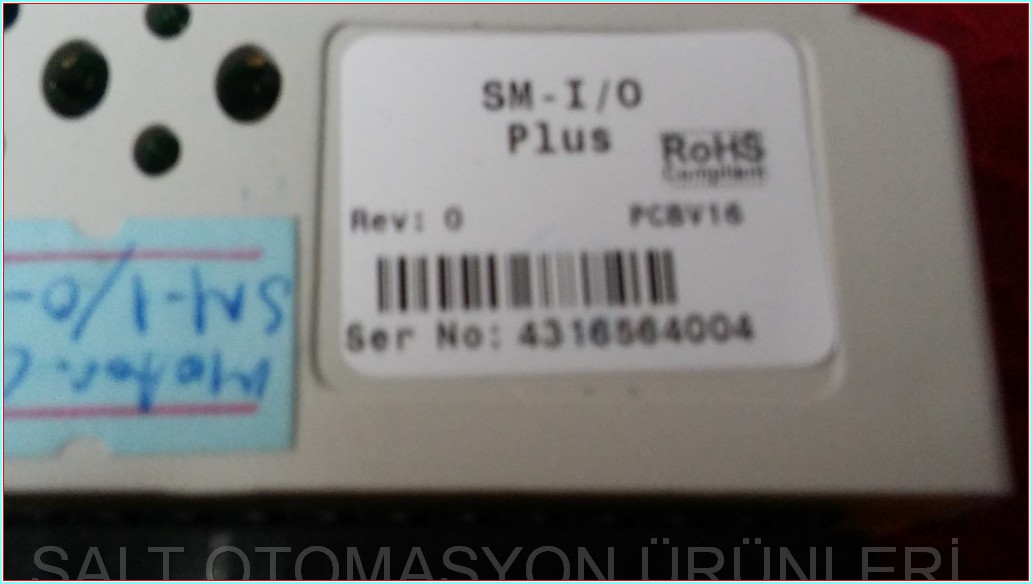 SM-I/O
Plus
RoHS
Compliant
Rev: 0
PCBV16
Ser No: 4316564004
SM-I/O-
SALT OTOMASYON ÜRÜNLERİ